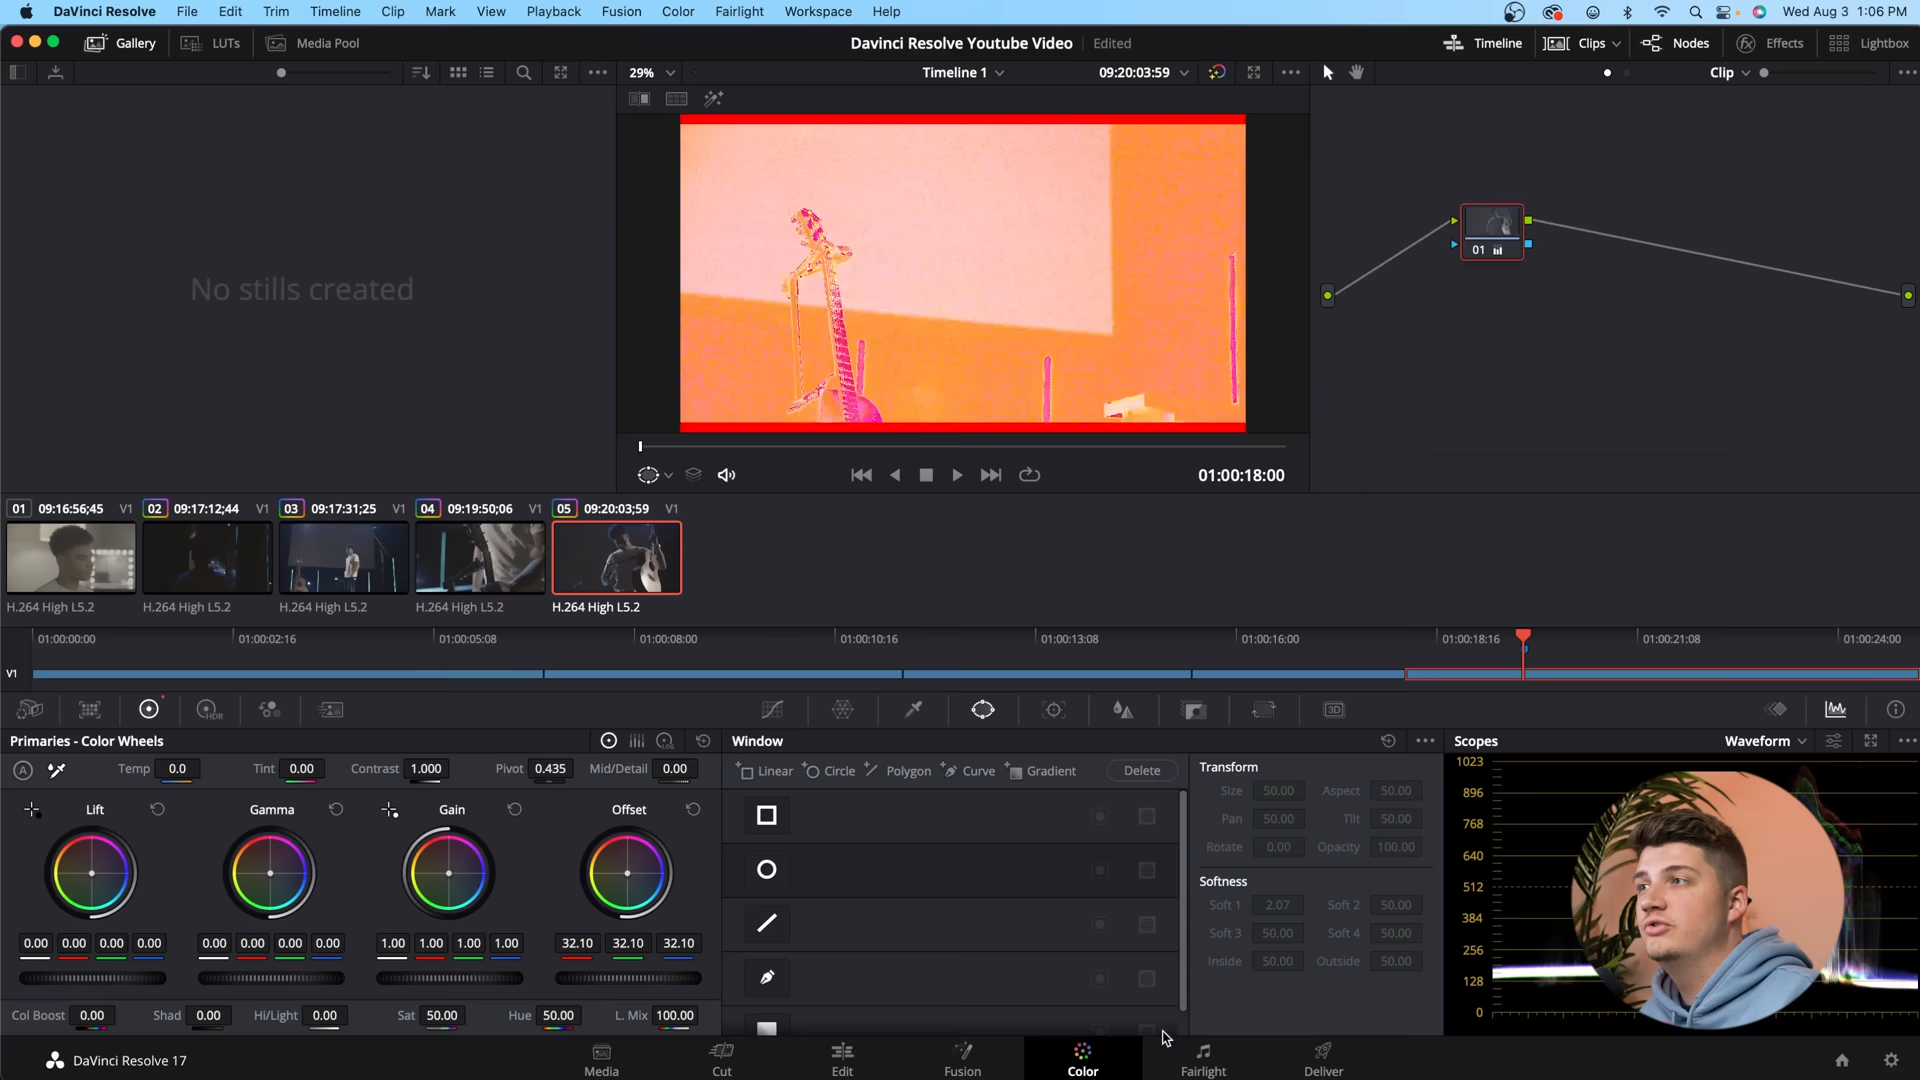 DaVinci Resolve File Edit Trim Timeline Clip Mark View Playback Fusion Color Fairlight Workspace Help Wed Aug 3 1:06 PM
Gallery LUTs Media Pool Davinci Resolve Youtube Video Edited Timeline Clips Nodes Effects Lightbox
29% Timeline 1 09:20:03:59 Clip
No stills created
01
01:00:18:00
01 09:16:56;45 V1 02 09:17:12;44 V1 03 09:17:31;25 V1 04 09:19:50;06 V1 05 09:20:03;59 V1
H.264 High L5.2 H.264 High L5.2 H.264 High L5.2 H.264 High L5.2 H.264 High L5.2
01:00:00:00 01:00:02:16 01:00:05:08 01:00:08:00 01:00:10:16 01:00:13:08 01:00:16:00 01:00:18:16 01:00:21:08 01:00:24:00
V1
HDR 3D
Primaries - Color Wheels LOG Window Scopes Waveform
A Temp 0.0 Tint 0.00 Contrast 1.000 Pivot 0.435 Mid/Detail 0.00
Linear Circle Polygon Curve Gradient Delete
Lift Gamma Gain Offset
0.00 0.00 0.00 0.00 0.00 0.00 0.00 0.00 1.00 1.00 1.00 1.00 32.10 32.10 32.10
Col Boost 0.00 Shad 0.00 Hi/Light 0.00 Sat 50.00 Hue 50.00 L. Mix 100.00
Transform
Size 50.00 Aspect 50.00
Pan 50.00 Tilt 50.00
Rotate 0.00 Opacity 100.00
Softness
Soft 1 2.07 Soft 2 50.00
Soft 3 50.00 Soft 4 50.00
Inside 50.00 Outside 50.00
1023
896
768
640
512
384
256
128
0
DaVinci Resolve 17 Media Cut Edit Fusion Color Fairlight Deliver